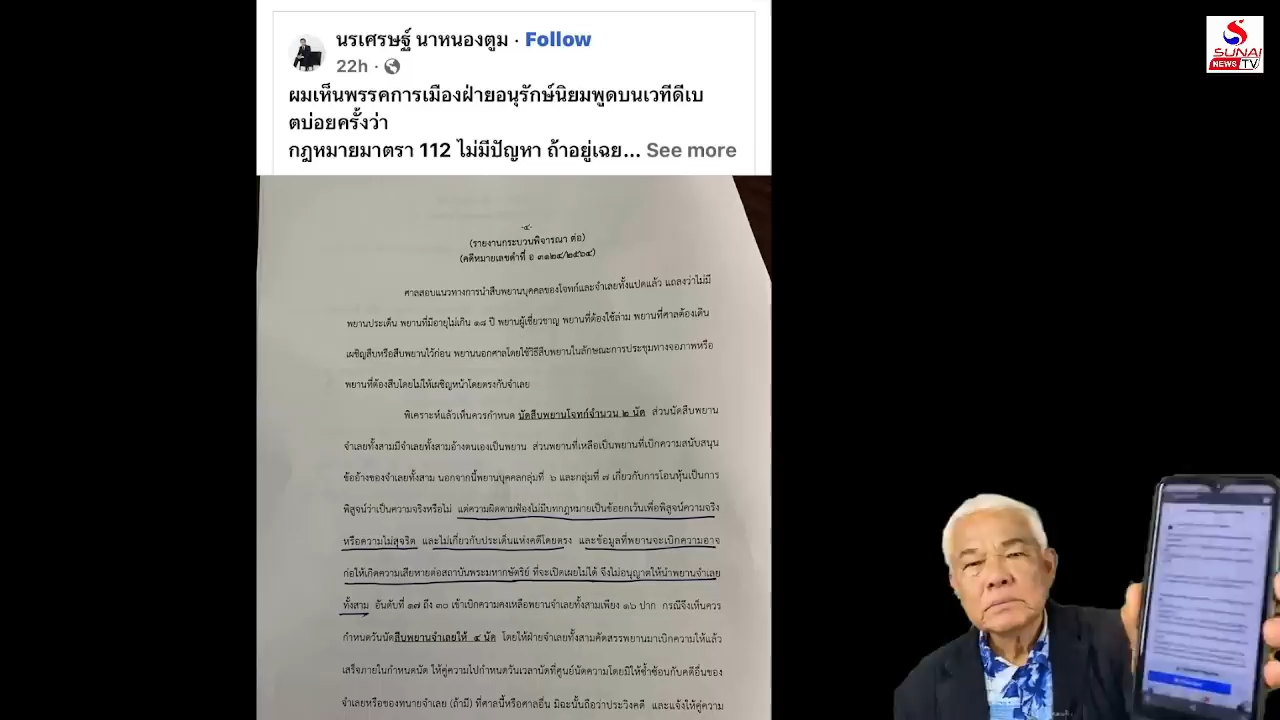 นรเศรษฐ์ นาหนองตูม · Follow
22h ·
ผมเห็นพรรคการเมืองฝ่ายอนุรักษ์นิยมพูดบนเวทีดีเบ
ตบ่อยครั้งว่า
กฎหมายมาตรา 112 ไม่มีปัญหา ถ้าอยู่เฉย... See more
SUNAI
NEWS TV
-๔-
(รายงานกระบวนพิจารณา ต่อ)
(คดีหมายเลขดำที่ อ ๓๑๒๔/๒๕๖๔)
ศาลสอบแนวทางการนำสืบพยานบุคคลของโจทก์และจำเลยทั้งแปดแล้ว แถลงว่าไม่มี
พยานประเด็น พยานที่มีอายุไม่เกิน ๑๘ ปี พยานผู้เชี่ยวชาญ พยานที่ต้องใช้ล่าม พยานที่ศาลต้องเดิน
เผชิญสืบหรือสืบพยานไว้ก่อน พยานนอกศาลโดยใช้วิธีสืบพยานในลักษณะการประชุมทางจอภาพหรือ
พยานที่ต้องสืบโดยไม่ให้เผชิญหน้าโดยตรงกับจำเลย
พิเคราะห์แล้วเห็นควรกำหนด นัดสืบพยานโจทก์จำนวน ๒ นัด ส่วนนัดสืบพยาน
จำเลยทั้งสามมีจำเลยทั้งสามอ้างตนเองเป็นพยาน ส่วนพยานที่เหลือเป็นพยานที่เบิกความสนับสนุน
ข้ออ้างของจำเลยทั้งสาม นอกจากนี้พยานบุคคลกลุ่มที่ ๖ และกลุ่มที่ ๗ เกี่ยวกับการโอนหุ้นเป็นการ
พิสูจน์ว่าเป็นความจริงหรือไม่ แต่ความผิดตามฟ้องไม่มีบทกฎหมายเป็นข้อยกเว้นเพื่อพิสูจน์ความจริง
หรือความไม่สุจริต และไม่เกี่ยวกับประเด็นแห่งคดีโดยตรง และข้อมูลที่พยานจะเบิกความอาจ
ก่อให้เกิดความเสียหายต่อสถาบันพระมหากษัตริย์ ที่จะเปิดเผยไม่ได้ จึงไม่อนุญาตให้นำพยานจำเลย
ทั้งสาม อันดับที่ ๑๗ ถึง ๓๐ เข้าเบิกความคงเหลือพยานจำเลยทั้งสามเพียง ๑๖ ปาก กรณีจึงเห็นควร
กำหนดวันนัดสืบพยานจำเลยให้ ๔ นัด โดยให้ฝ่ายจำเลยทั้งสามคัดสรรพยานมาเบิกความให้แล้ว
เสร็จภายในกำหนดนัด ให้คู่ความไปกำหนดวันเวลานัดที่ศูนย์นัดความโดยมิให้ซ้ำซ้อนกับคดีอื่นของ
จำเลยหรือของทนายจำเลย (ถ้ามี) ที่ศาลนี้หรือศาลอื่น มิฉะนั้นถือว่าประวิงคดี และแจ้งให้คู่ความ